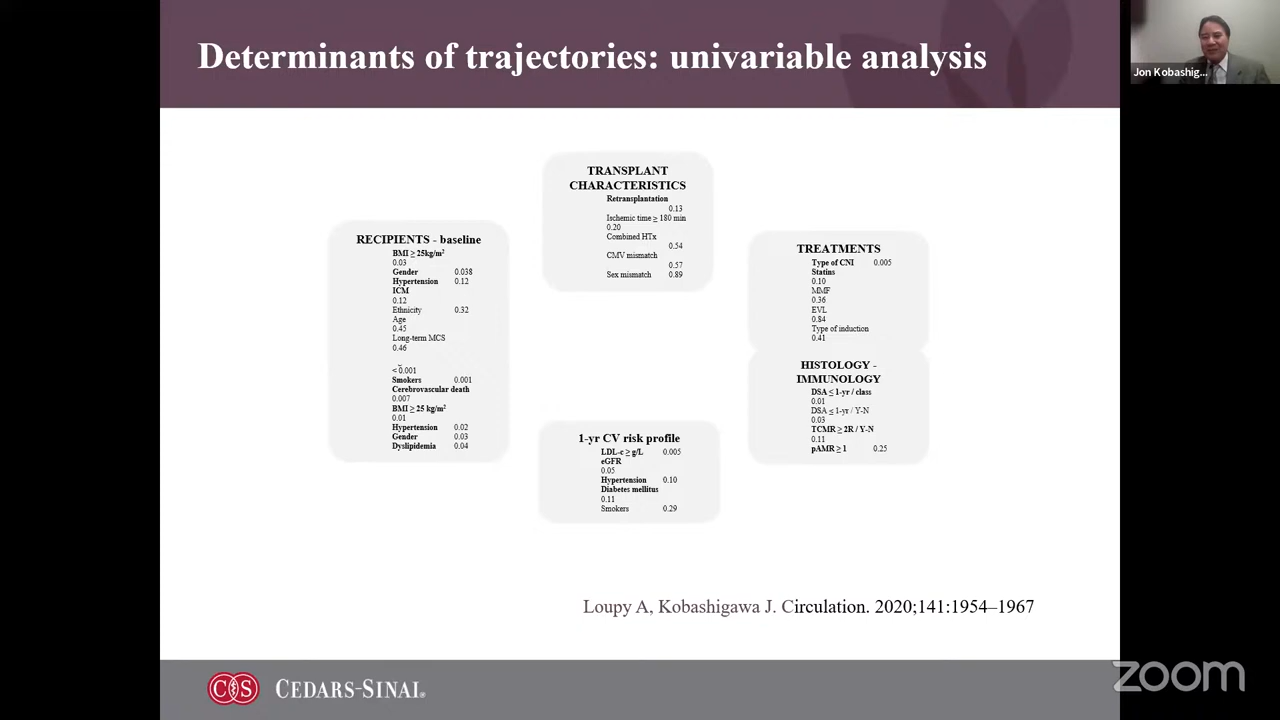 Determinants of trajectories: univariable analysis
Jon Kobashig...
TRANSPLANT
CHARACTERISTICS
Retransplantation
0.13
Ischemic time ≥ 180 min
0.20
Combined HTx
0.54
CMV mismatch
0.57
Sex mismatch 0.89
RECIPIENTS - baseline
BMI ≥ 25kg/m²
0.03
Gender 0.038
Hypertension 0.12
ICM
0.12
Ethnicity 0.32
Age
0.45
Long-term MCS
0.46
< 0.001
Smokers 0.001
Cerebrovascular death
0.007
BMI ≥ 25 kg/m²
0.01
Hypertension 0.02
Gender 0.03
Dyslipidemia 0.04
1-yr CV risk profile
LDL-c ≥ g/L 0.005
eGFR
0.05
Hypertension 0.10
Diabetes mellitus
0.11
Smokers 0.29
TREATMENTS
Type of CNI 0.005
Statins
0.10
MMF
0.36
EVL
0.84
Type of induction
0.41
HISTOLOGY -
IMMUNOLOGY
DSA ≤ 1-yr / class
0.01
DSA ≤ 1-yr / Y-N
0.03
TCMR ≥ 2R / Y-N
0.11
pAMR ≥ 1 0.25
Loupy A, Kobashigawa J. Circulation. 2020;141:1954–1967
CS CEDARS-SINAI®
zoom